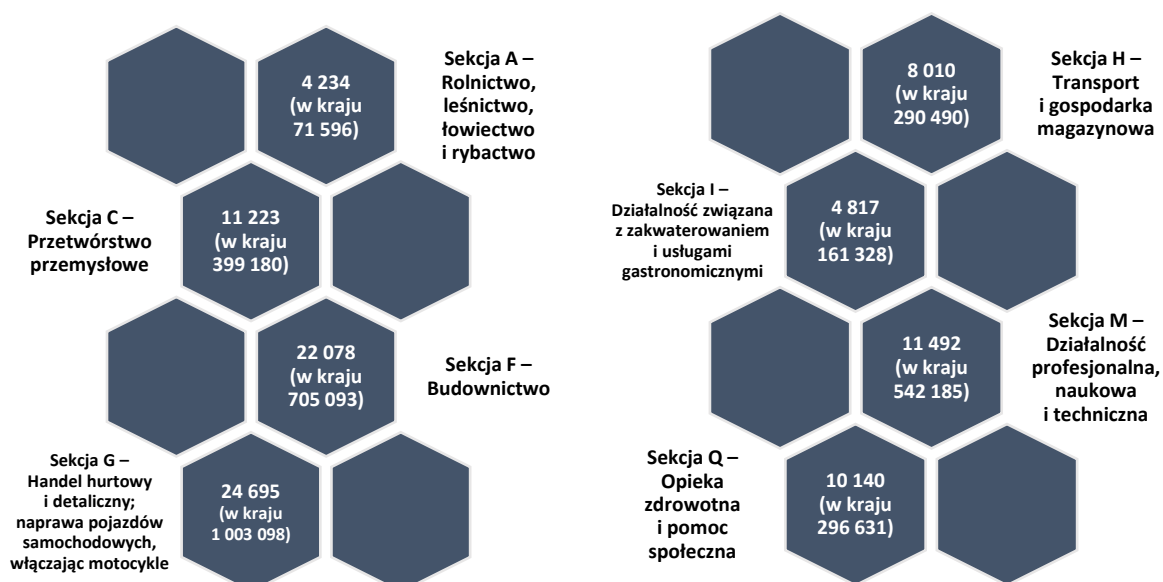 4 234
(w kraju
71 596)
Sekcja A –
Rolnictwo,
leśnictwo,
łowiectwo
i rybactwo
Sekcja C –
Przetwórstwo
przemysłowe
11 223
(w kraju
399 180)
22 078
(w kraju
705 093)
Sekcja F –
Budownictwo
Sekcja G –
Handel hurtowy
i detaliczny;
naprawa pojazdów
samochodowych,
włączając motocykle
24 695
(w kraju
1 003 098)
8 010
(w kraju
290 490)
Sekcja H –
Transport
i gospodarka
magazynowa
Sekcja I –
Działalność związana
z zakwaterowaniem
i usługami
gastronomicznymi
4 817
(w kraju
161 328)
11 492
(w kraju
542 185)
Sekcja M –
Działalność
profesjonalna,
naukowa
i techniczna
Sekcja Q –
Opieka
zdrowotna
i pomoc
społeczna
10 140
(w kraju
296 631)